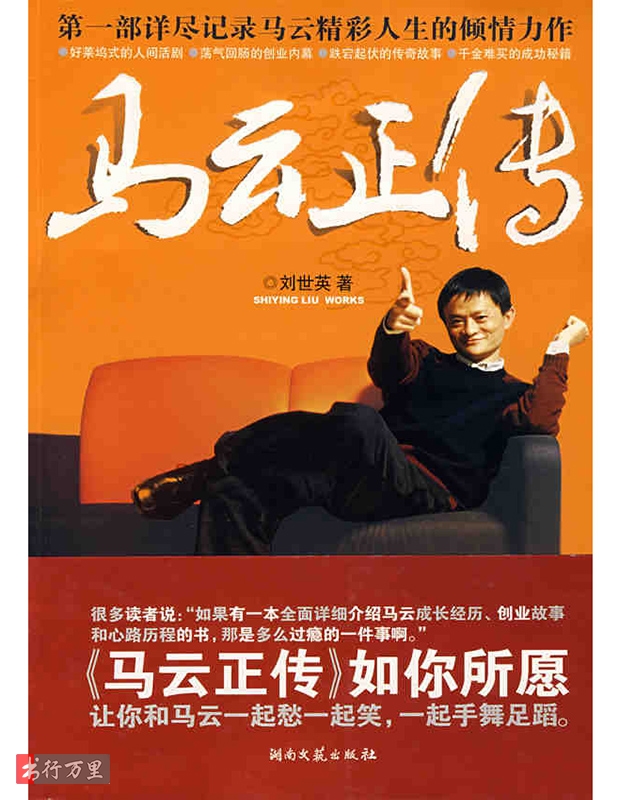 第一部详尽记录马云精彩人生的倾情力作
●好莱坞式的人间活剧 ●荡气回肠的创业内幕 ●跌宕起伏的传奇故事 ●千金难买的成功秘籍
马云正传
◎刘世英 著
SHIYING LIU WORKS
很多读者说：“如果有一本全面详细介绍马云成长经历、创业故事
和心路历程的书，那是多么过瘾的一件事啊。”
《马云正传》如你所愿
让你和马云一起愁一起笑，一起手舞足蹈。
湖南文艺出版社
书行万里